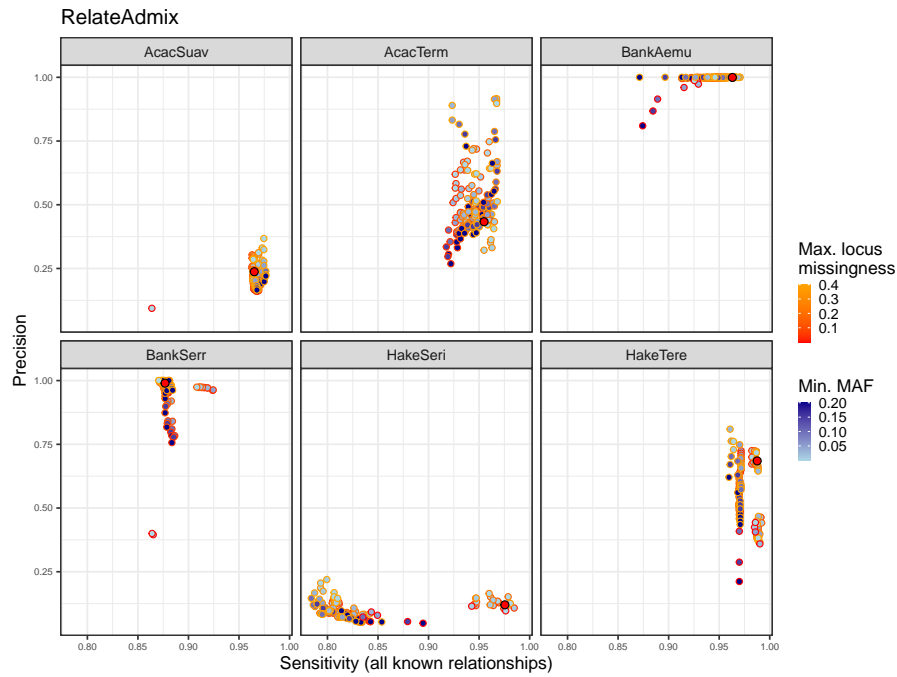 RelateAdmix
AcacSuav
AcacTerm
BankAemu
1.00
0.75
0.50
0.25
BankSerr
HakeSeri
HakeTere
1.00
0.75
0.50
0.25
0.80 0.85 0.90 0.95 1.00
0.80 0.85 0.90 0.95 1.00
0.80 0.85 0.90 0.95 1.00
Precision
Sensitivity (all known relationships)
Max. locus
missingness
0.4
0.3
0.2
0.1
Min. MAF
0.20
0.15
0.10
0.05